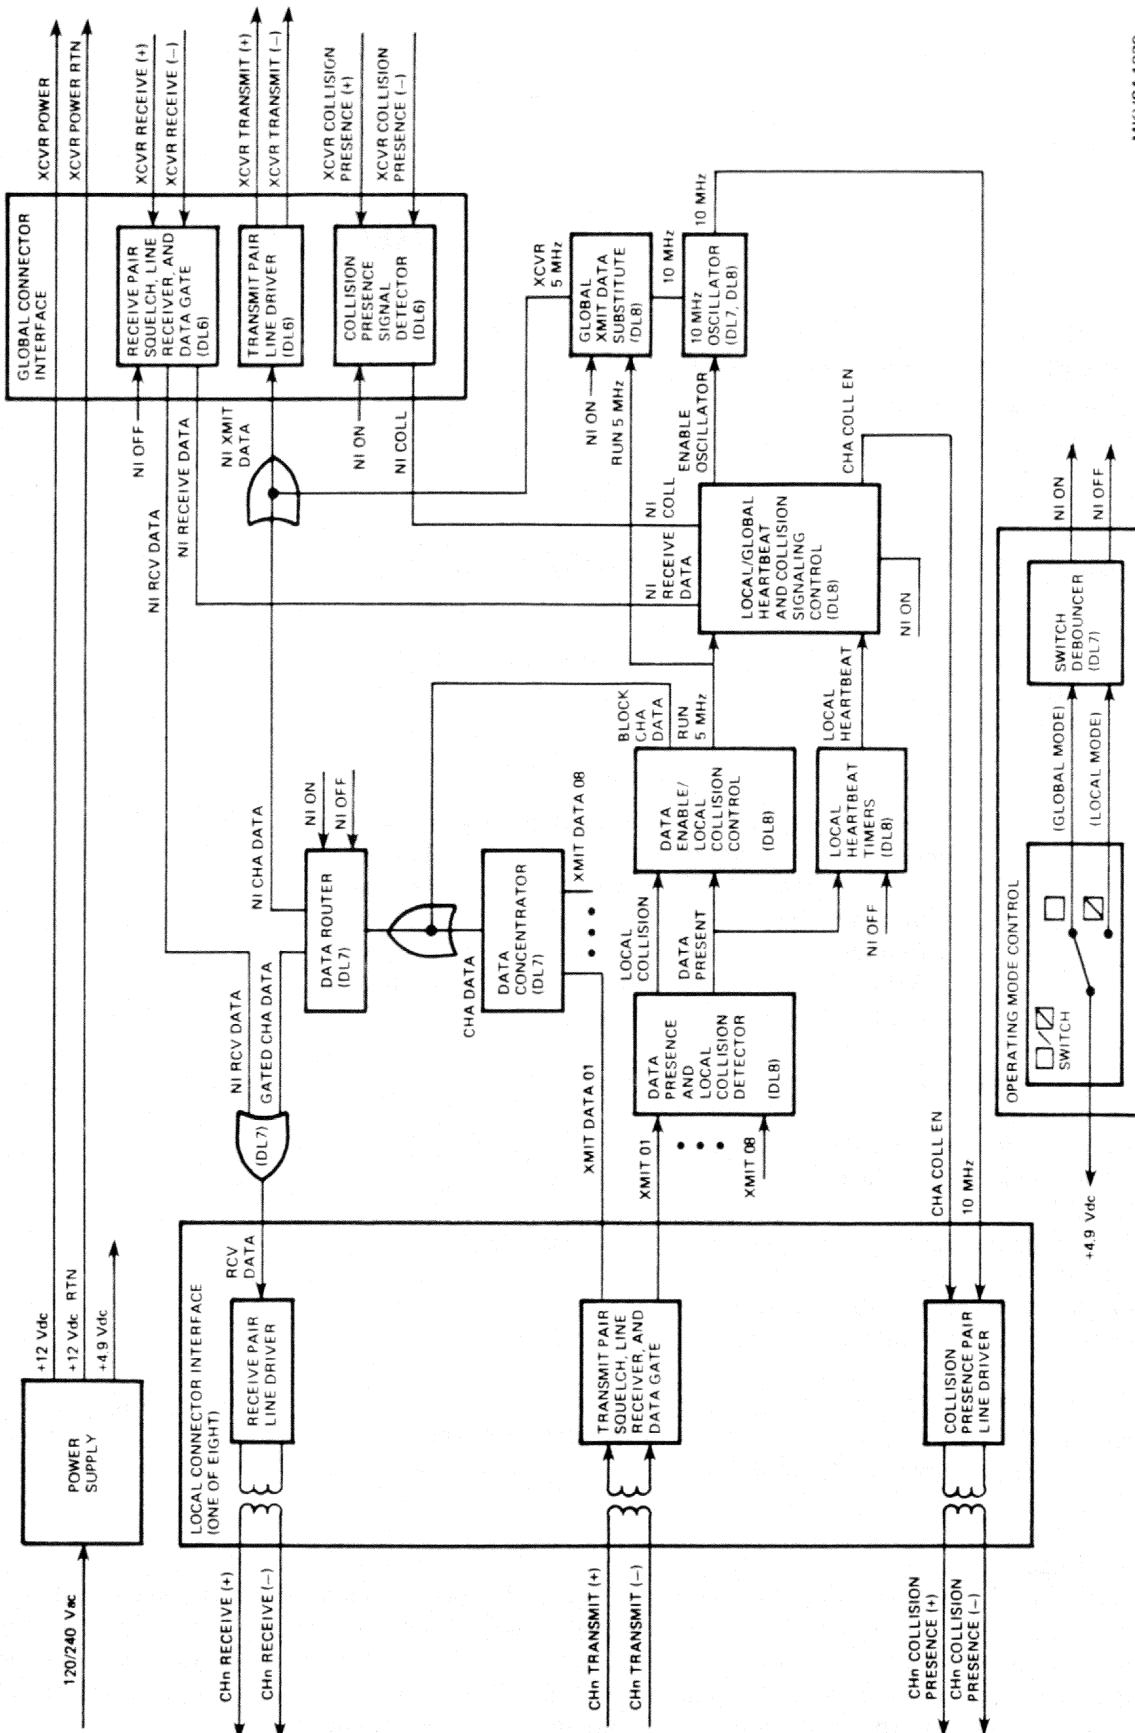 120/240 Vac
POWER
SUPPLY
+12 Vdc
+12 Vdc RTN
+4.9 Vdc
XCVR POWER
XCVR POWER RTN
GLOBAL CONNECTOR
INTERFACE
RECEIVE PAIR
SQUELCH, LINE
RECEIVER, AND
DATA GATE
(DL6)
XCVR RECEIVE (+)
XCVR RECEIVE (−)
TRANSMIT PAIR
LINE DRIVER
(DL6)
XCVR TRANSMIT (+)
XCVR TRANSMIT (−)
COLLISION
PRESENCE
SIGNAL
DETECTOR
(DL6)
XCVR COLLISION
PRESENCE (+)
XCVR COLLISION
PRESENCE (−)
NI OFF
NI RCV DATA
NI RECEIVE DATA
NI XMIT
DATA
NI ON
NI COLL
LOCAL CONNECTOR INTERFACE
(ONE OF EIGHT)
CHn RECEIVE (+)
CHn RECEIVE (−)
RECEIVE PAIR
LINE DRIVER
RCV
DATA
(DL7)
NI RCV DATA
GATED CHA DATA
DATA ROUTER
(DL7)
NI CHA DATA
NI ON
NI OFF
CHA DATA
DATA
CONCENTRATOR
(DL7)
XMIT DATA 01
XMIT DATA 08
CHn TRANSMIT (+)
CHn TRANSMIT (−)
TRANSMIT PAIR
SQUELCH, LINE
RECEIVER, AND
DATA GATE
XMIT 01
XMIT 08
DATA
PRESENCE
AND
LOCAL
COLLISION
DETECTOR
(DL8)
LOCAL
COLLISION
DATA
PRESENT
DATA
ENABLE/
LOCAL
COLLISION
CONTROL
(DL8)
BLOCK
CHA
DATA
RUN
5 MHz
LOCAL
HEARTBEAT
TIMERS
(DL8)
NI OFF
LOCAL
HEARTBEAT
NI
RECEIVE
DATA
NI
COLL
LOCAL/GLOBAL
HEARTBEAT
AND COLLISION
SIGNALING
CONTROL
(DL8)
NI ON
ENABLE
OSCILLATOR
CHA COLL EN
NI ON
RUN 5 MHz
GLOBAL
XMIT DATA
SUBSTITUTE
(DL8)
XCVR
5 MHz
10 MHz
10 MHz
OSCILLATOR
(DL7, DL8)
10 MHz
CHn COLLISION
PRESENCE (+)
CHn COLLISION
PRESENCE (−)
COLLISION
PRESENCE PAIR
LINE DRIVER
CHA COLL EN
10 MHz
OPERATING MODE CONTROL
SWITCH
+4.9 Vdc
(GLOBAL MODE)
(LOCAL MODE)
SWITCH
DEBOUNCER
(DL7)
NI ON
NI OFF